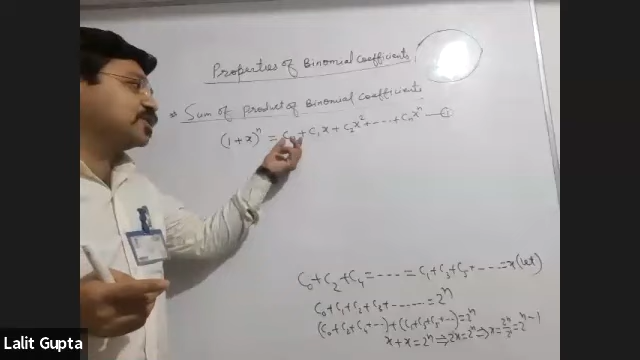 Properties of Binomial Coefficients
* Sum of Product of Binomial Coefficients
(1+x)ⁿ = C₀+C₁x+C₂x²+----+Cₙxⁿ —①
C₀+C₂+C₄=---- = C₁+C₃+C₅+-----=x(let)
C₀+C₁+C₂+C₃+------=2ⁿ
(C₀+C₂+C₄+--)+(C₁+C₃+C₅+--)=2ⁿ
x+x=2ⁿ⇒2x=2ⁿ⇒x=2ⁿ/2=2ⁿ⁻¹
Lalit Gupta